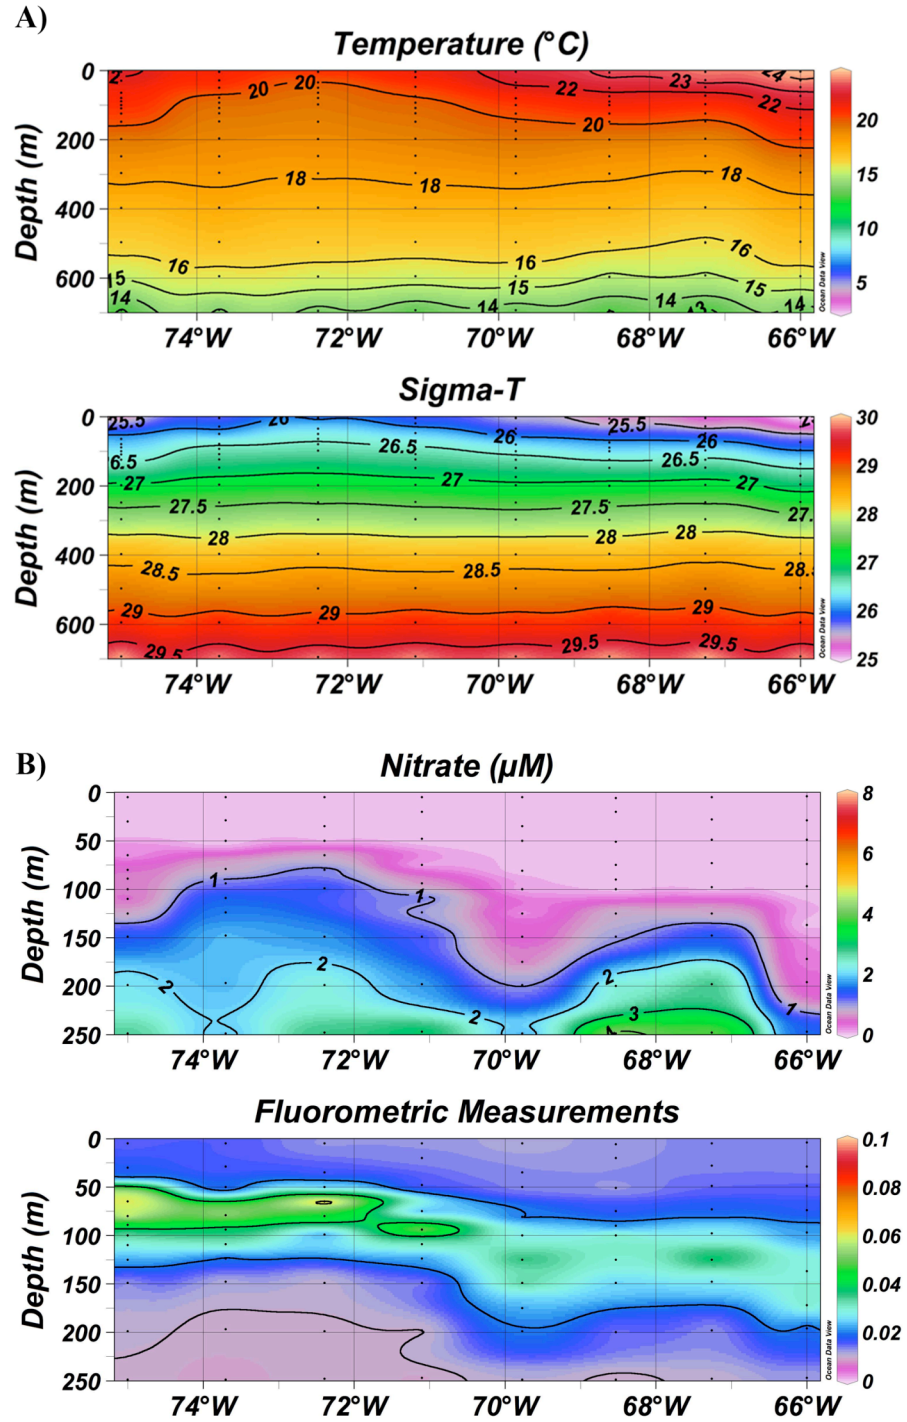 A)
Temperature (°C)
0
200
400
600
Depth (m)
20 20 22 23 24 22
20
18 18 18
16 16 16
15 15 15
14 14 14 14
20
15
10
5
Ocean Data View
74°W 72°W 70°W 68°W 66°W
Sigma-T
0
200
400
600
Depth (m)
25.5 26 26 25.5 26
6.5 26.5 26.5
27 27 27
27.5 27.5 27.
28 28 28
28.5 28.5 28.
29 29 29
29.5 29.5 29.5
30
29
28
27
26
25
Ocean Data View
74°W 72°W 70°W 68°W 66°W
B)
Nitrate (µM)
0
50
100
150
200
250
Depth (m)
1 1 1
2 2 2 2
3
4
8
6
4
2
0
Ocean Data View
74°W 72°W 70°W 68°W 66°W
Fluorometric Measurements
0
50
100
150
200
250
Depth (m)
0.1
0.08
0.06
0.04
0.02
0
Ocean Data View
74°W 72°W 70°W 68°W 66°W